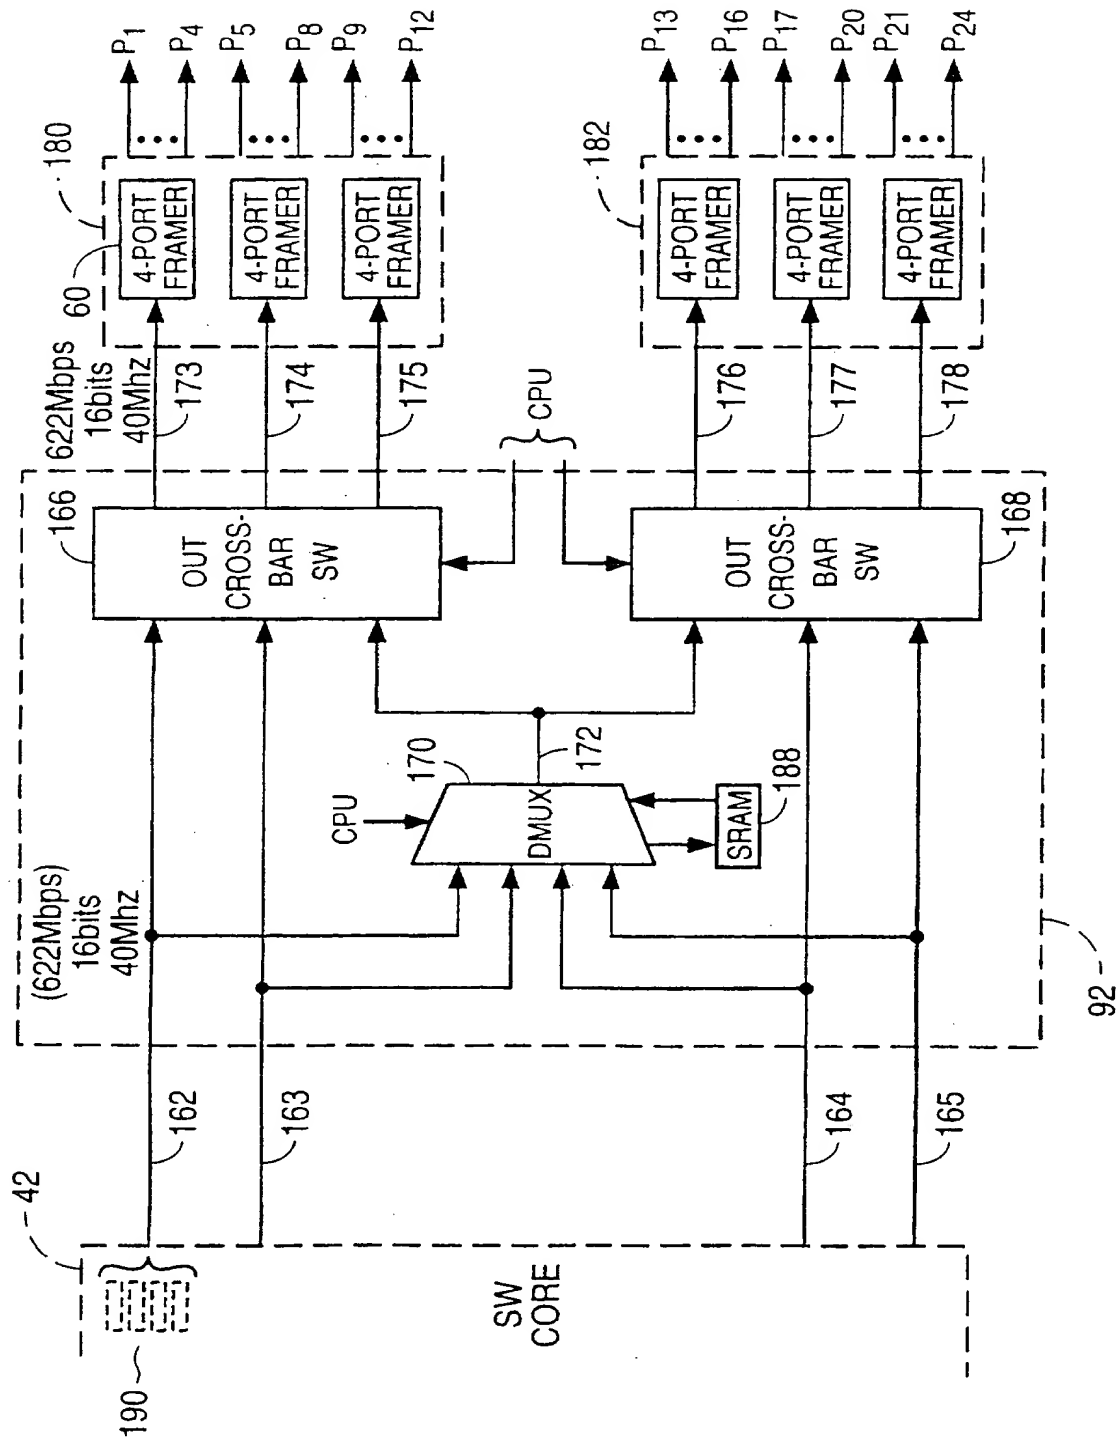 P1
P4
P5
P8
P9
P12
P13
P16
P17
P20
P21
P24
180
182
60
4-PORT
FRAMER
4-PORT
FRAMER
4-PORT
FRAMER
4-PORT
FRAMER
4-PORT
FRAMER
4-PORT
FRAMER
622Mbps
16bits
40Mhz
173
174
175
CPU
176
177
178
166
OUT
CROSS-
BAR
SW
OUT
CROSS-
BAR
SW
168
170
172
CPU
DMUX
SRAM
188
(622Mbps)
16bits
40Mhz
92
162
163
164
165
42
190
SW
CORE